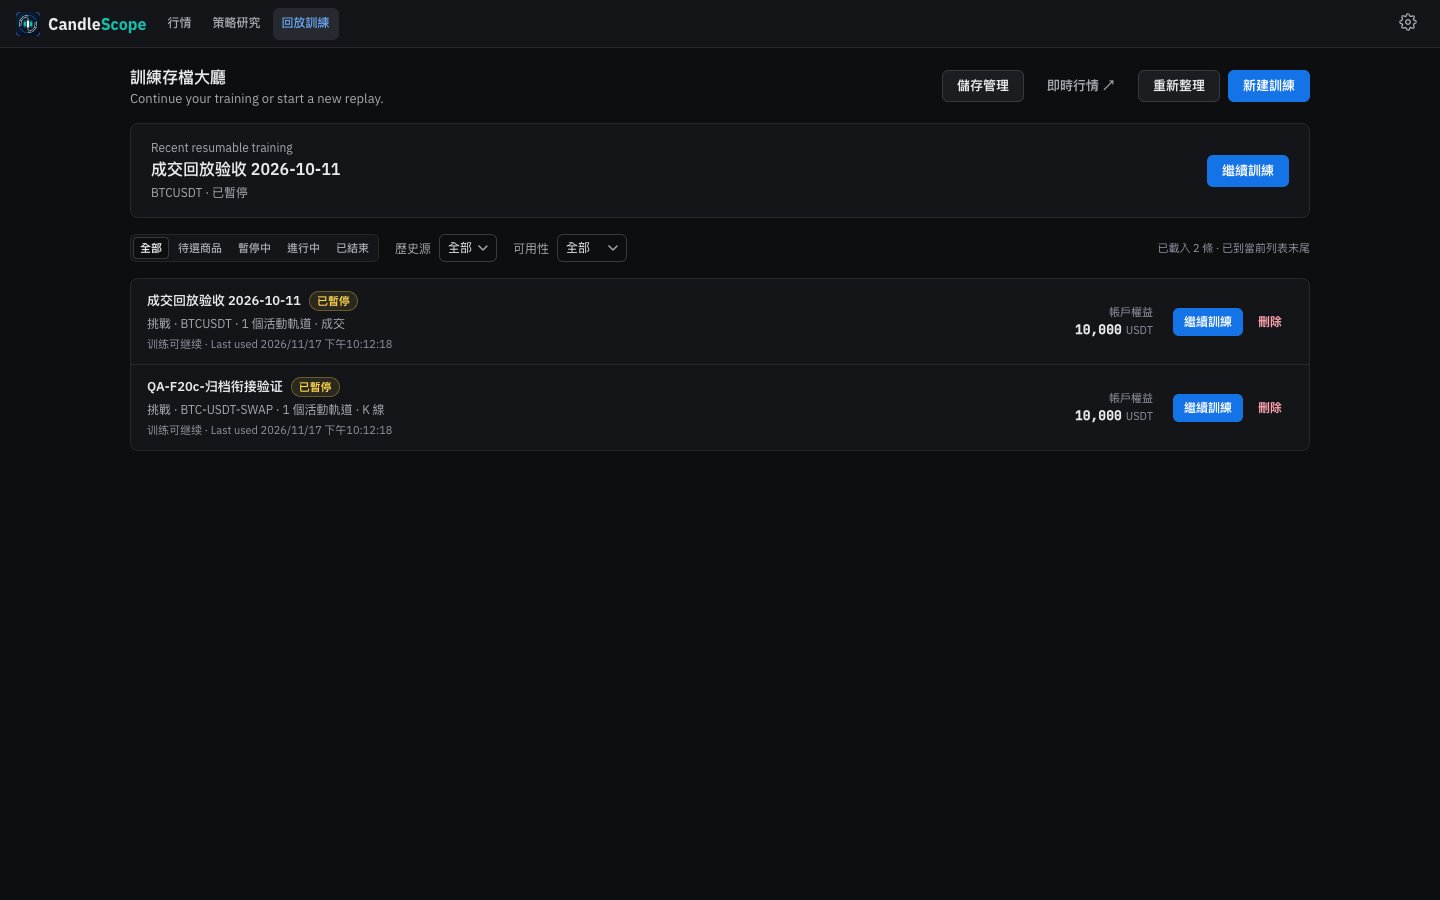 CandleScope 行情 策略研究 回放訓練
訓練存檔大廳
Continue your training or start a new replay.
儲存管理 即時行情 ↗ 重新整理 新建訓練
Recent resumable training
成交回放验收 2026-10-11
BTCUSDT · 已暫停
繼續訓練
全部 待選商品 暫停中 進行中 已結束 歷史源 全部 可用性 全部 已載入 2 條 · 已到當前列表末尾
成交回放验收 2026-10-11 已暫停
挑戰 · BTCUSDT · 1 個活動軌道 · 成交
训练可继续 · Last used 2026/11/17 下午10:12:18
帳戶權益
10,000 USDT
繼續訓練 刪除
QA-F20c-归档衔接验证 已暫停
挑戰 · BTC-USDT-SWAP · 1 個活動軌道 · K 線
训练可继续 · Last used 2026/11/17 下午10:12:18
帳戶權益
10,000 USDT
繼續訓練 刪除